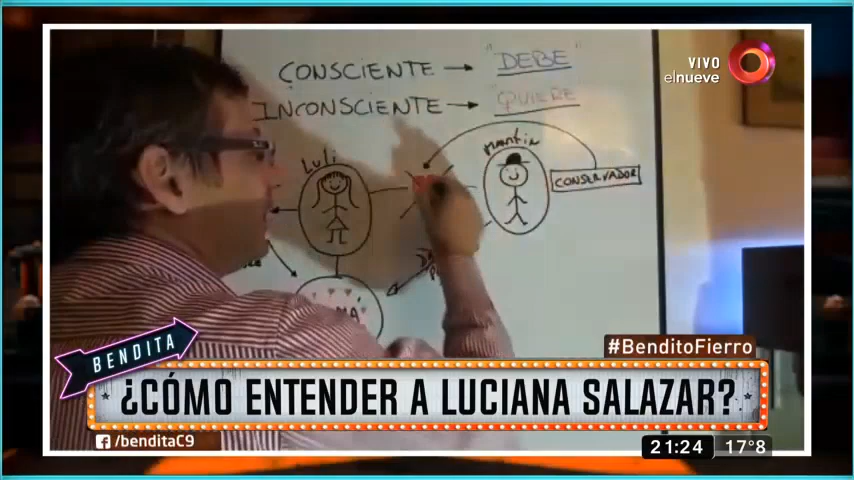 CONSCIENTE → "DEBE"
INCONSCIENTE → "QUIERE
VIVO
elnueve
Luli
Martin
CONSERVADOR
#BenditoFierro
BENDITA
¿CÓMO ENTENDER A LUCIANA SALAZAR?
/benditaC9
21:24 17°8